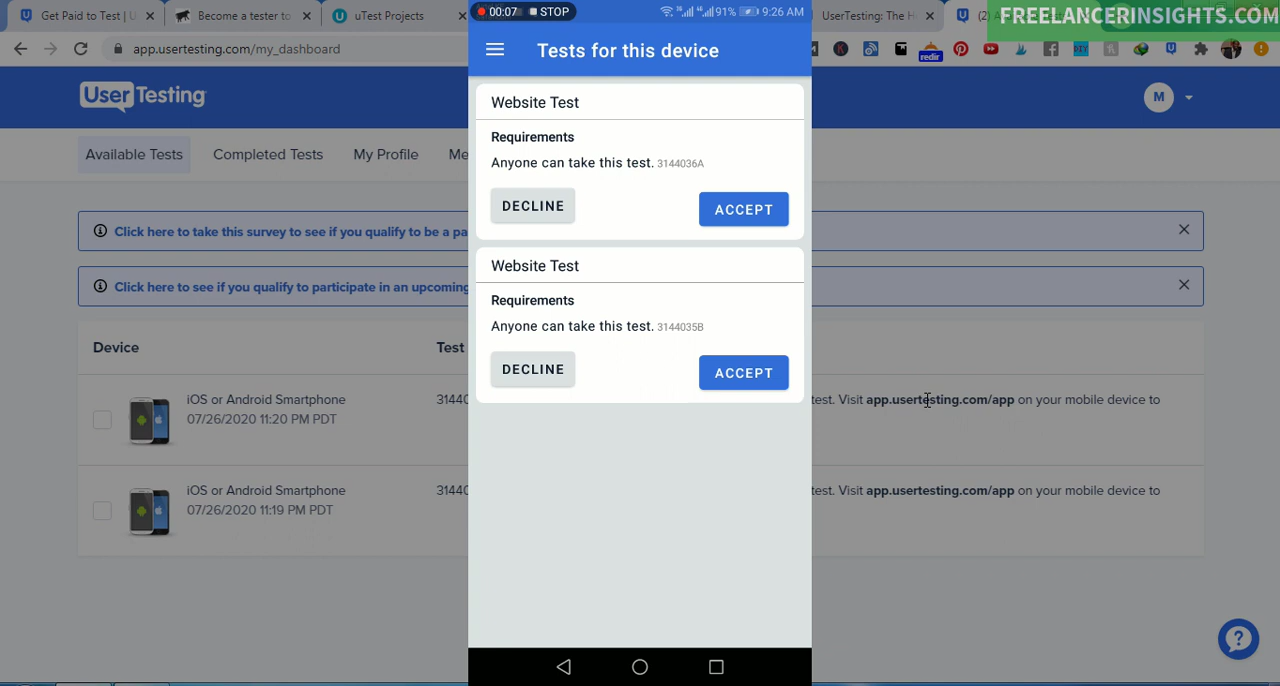 Get Paid to Test | U
Become a tester to
uTest Projects
UserTesting: The H
(2)
FREELANCERINSIGHTS.COM
00:07 STOP
91% 9:26 AM
app.usertesting.com/my_dashboard
redir
DIY
Tests for this device
UserTesting
M
Available Tests
Completed Tests
My Profile
Me
Website Test
Requirements
Anyone can take this test. 3144036A
DECLINE
ACCEPT
Click here to take this survey to see if you qualify to be a pa
Click here to see if you qualify to participate in an upcoming
Website Test
Requirements
Anyone can take this test. 3144035B
DECLINE
ACCEPT
Device
Test
iOS or Android Smartphone
07/26/2020 11:20 PM PDT
3144
test. Visit app.usertesting.com/app on your mobile device to
iOS or Android Smartphone
07/26/2020 11:19 PM PDT
3144
test. Visit app.usertesting.com/app on your mobile device to